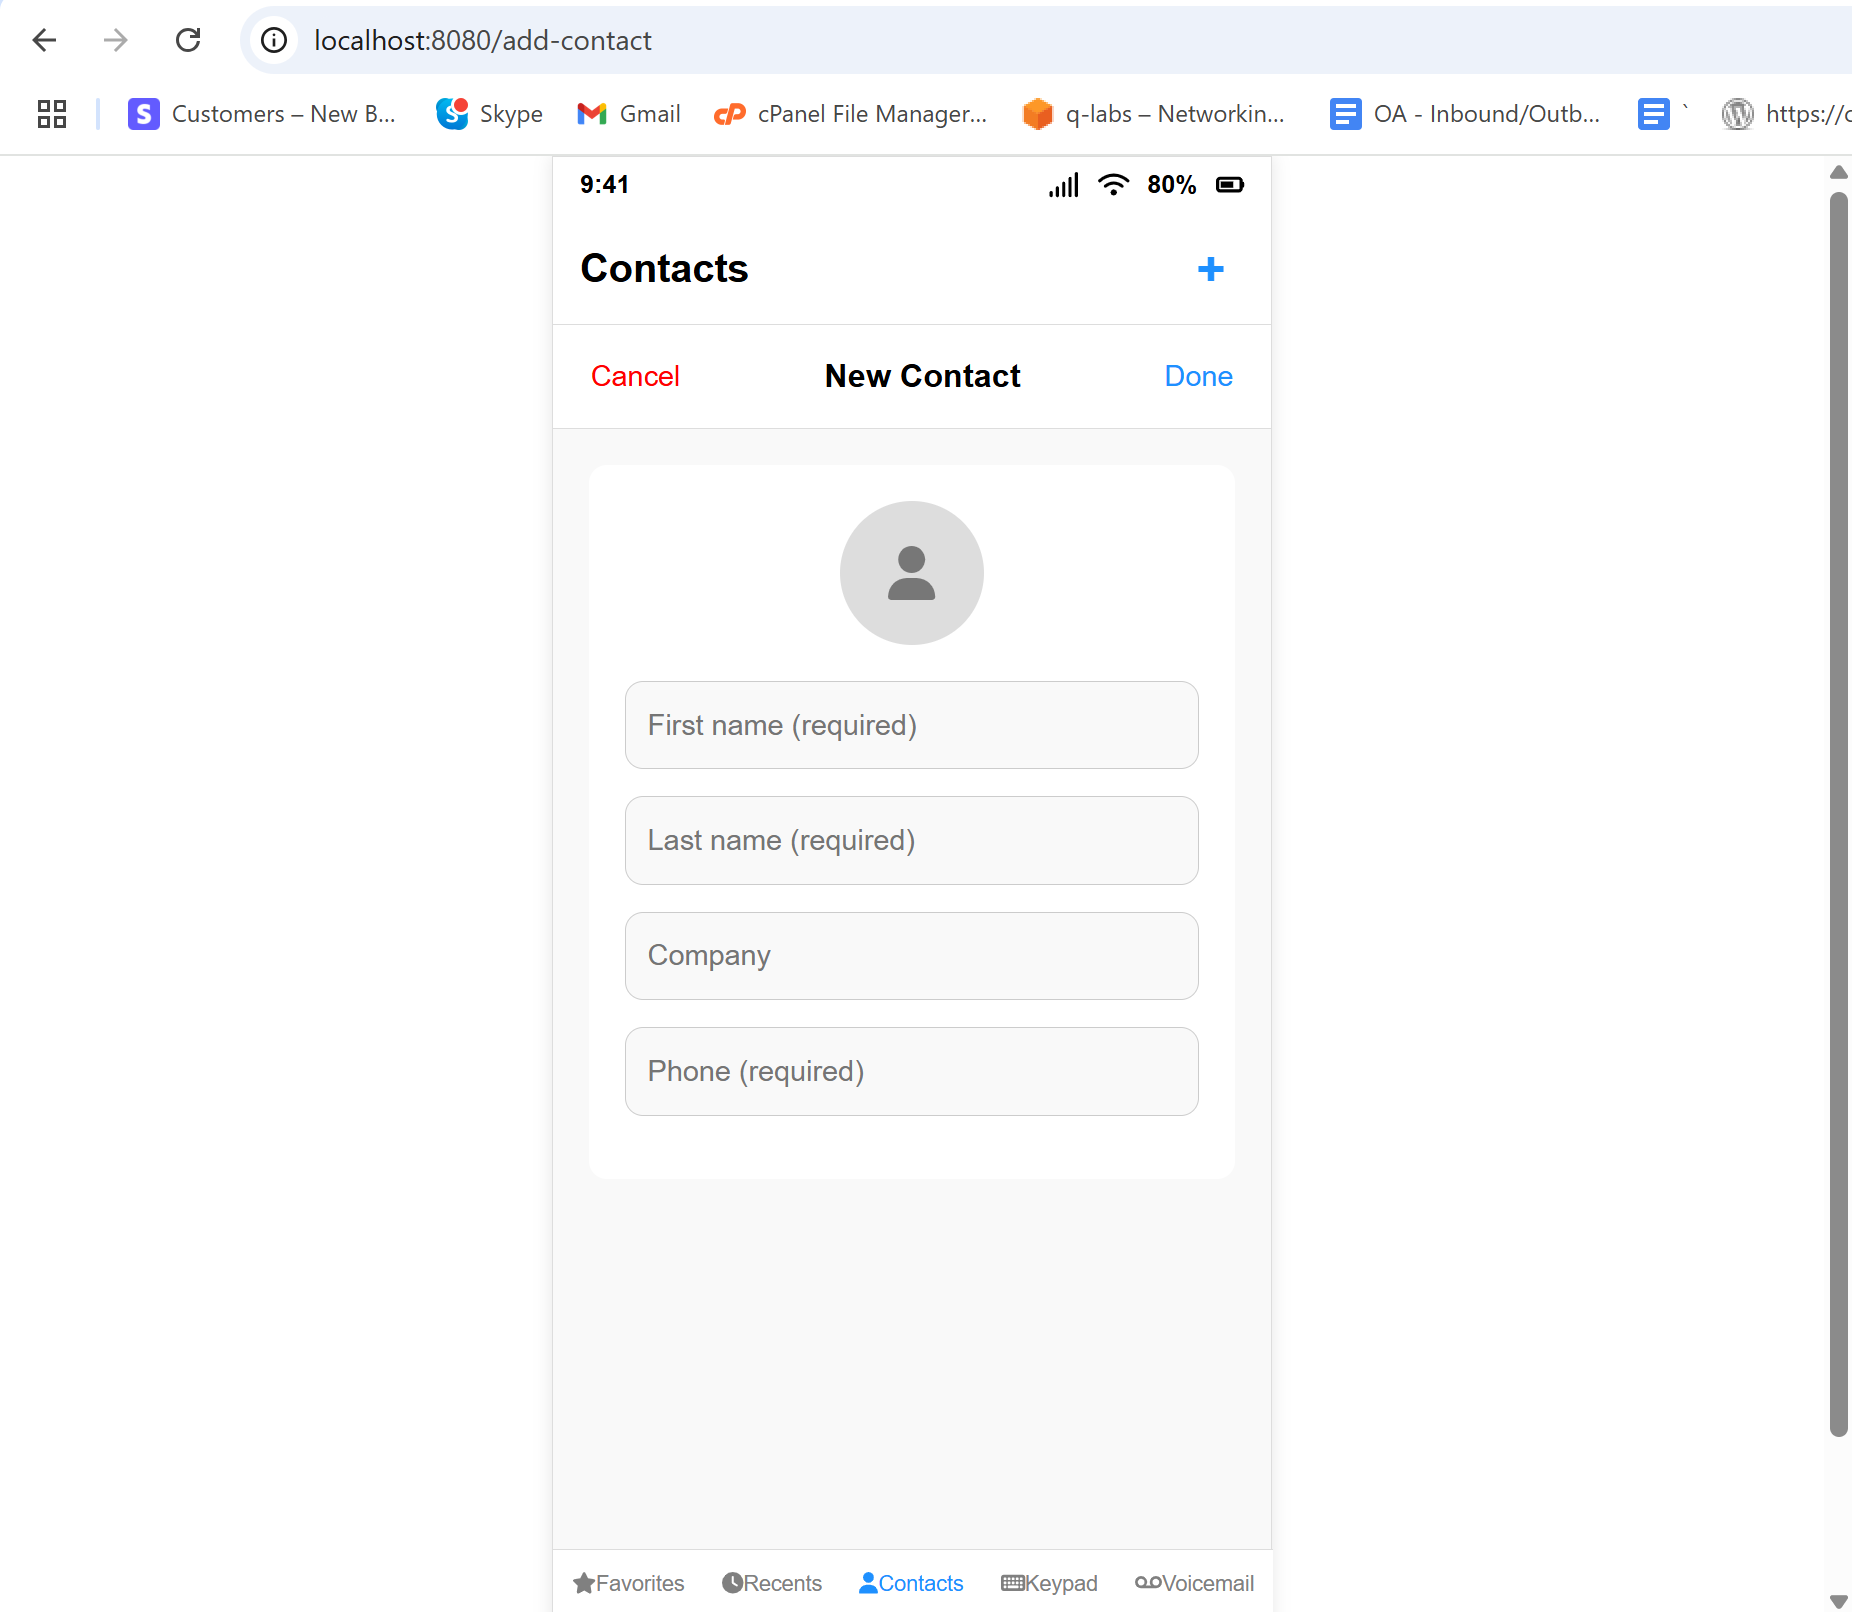 localhost:8080/add-contact
Customers – New B...
Skype
Gmail
cPanel File Manager...
q-labs – Networkin...
OA - Inbound/Outb...
`
https://c
9:41
80%
Contacts
+
Cancel
New Contact
Done
First name (required)
Last name (required)
Company
Phone (required)
Favorites
Recents
Contacts
Keypad
Voicemail